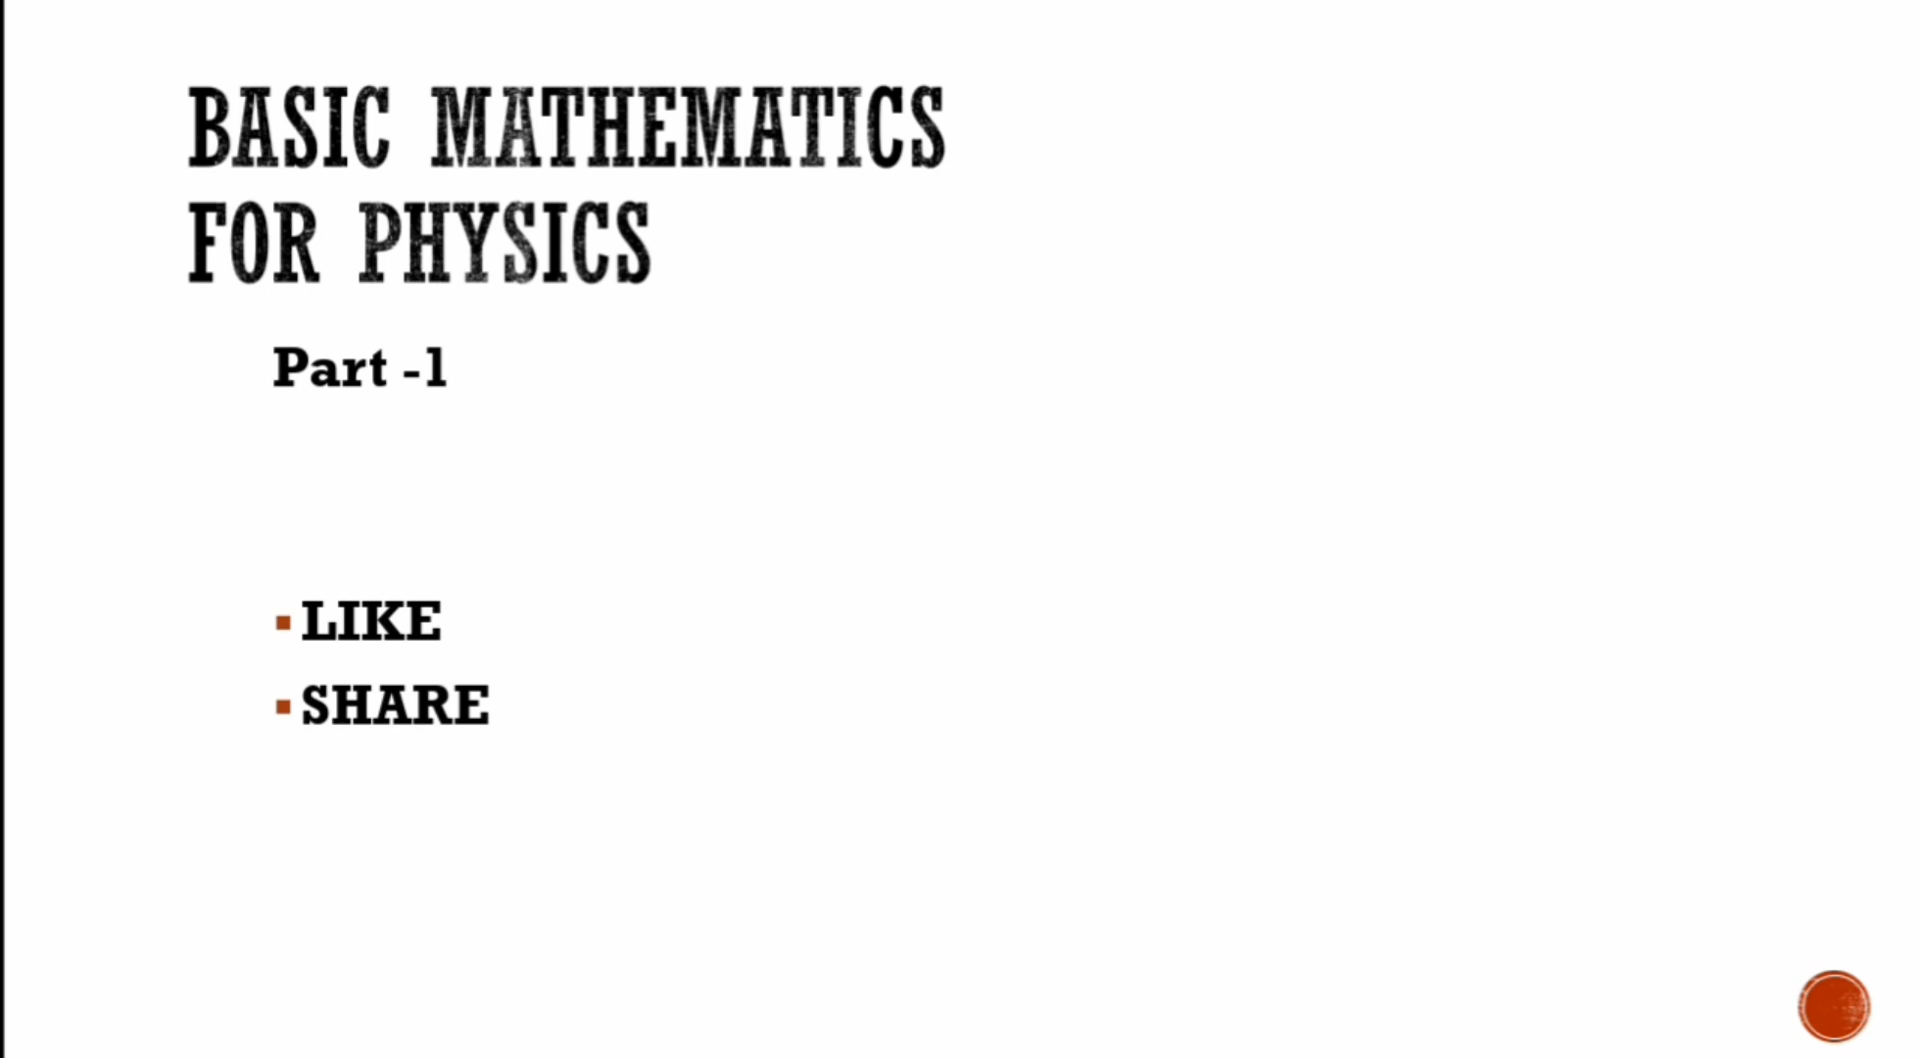 BASIC MATHEMATICS
FOR PHYSICS
Part -1
▪ LIKE
▪ SHARE